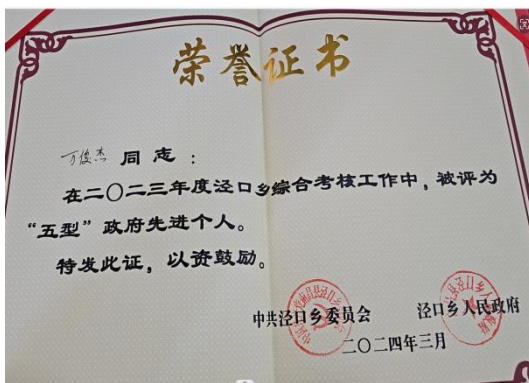 荣誉证书
万俊杰 同志：
在二〇二三年度泾口乡综合考核工作中，被评为
“五型”政府先进个人。
特发此证，以资鼓励。
中共泾口乡委员会 泾口乡人民政府
二〇二四年三月